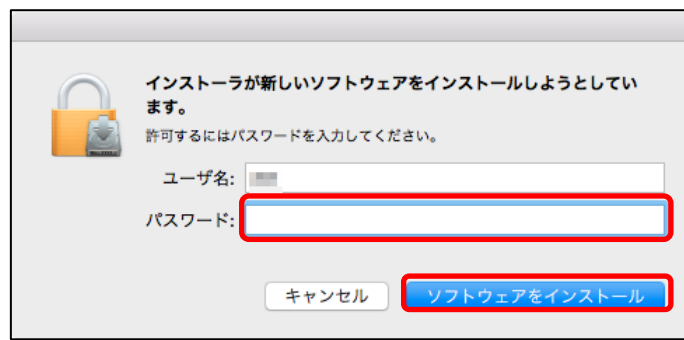 インストーラが新しいソフトウェアをインストールしようとしてい
ます。
許可するにはパスワードを入力してください。
ユーザ名:
パスワード:
キャンセル
ソフトウェアをインストール